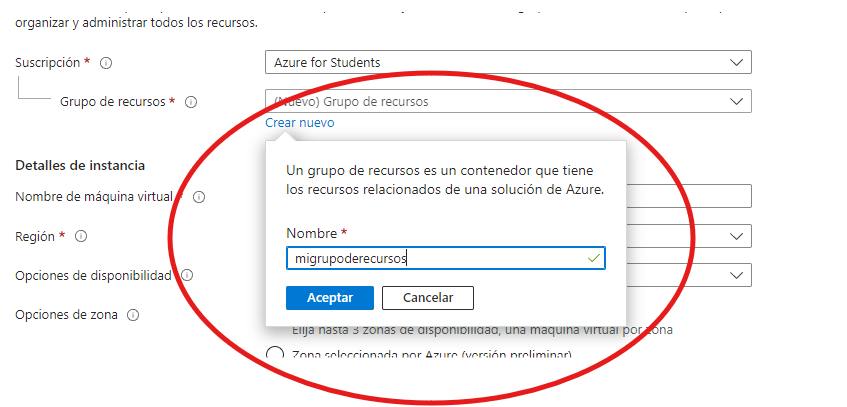 organizar y administrar todos los recursos.
Suscripción *
Azure for Students
Grupo de recursos *
(Nuevo) Grupo de recursos
Crear nuevo
Un grupo de recursos es un contenedor que tiene
los recursos relacionados de una solución de Azure.
Nombre *
migrupoderecursos
Aceptar
Cancelar
Detalles de instancia
Nombre de máquina virtual *
Región *
Opciones de disponibilidad
Opciones de zona
Elija hasta 3 zonas de disponibilidad, una máquina virtual por zona
Zona seleccionada por Azure (versión preliminar)